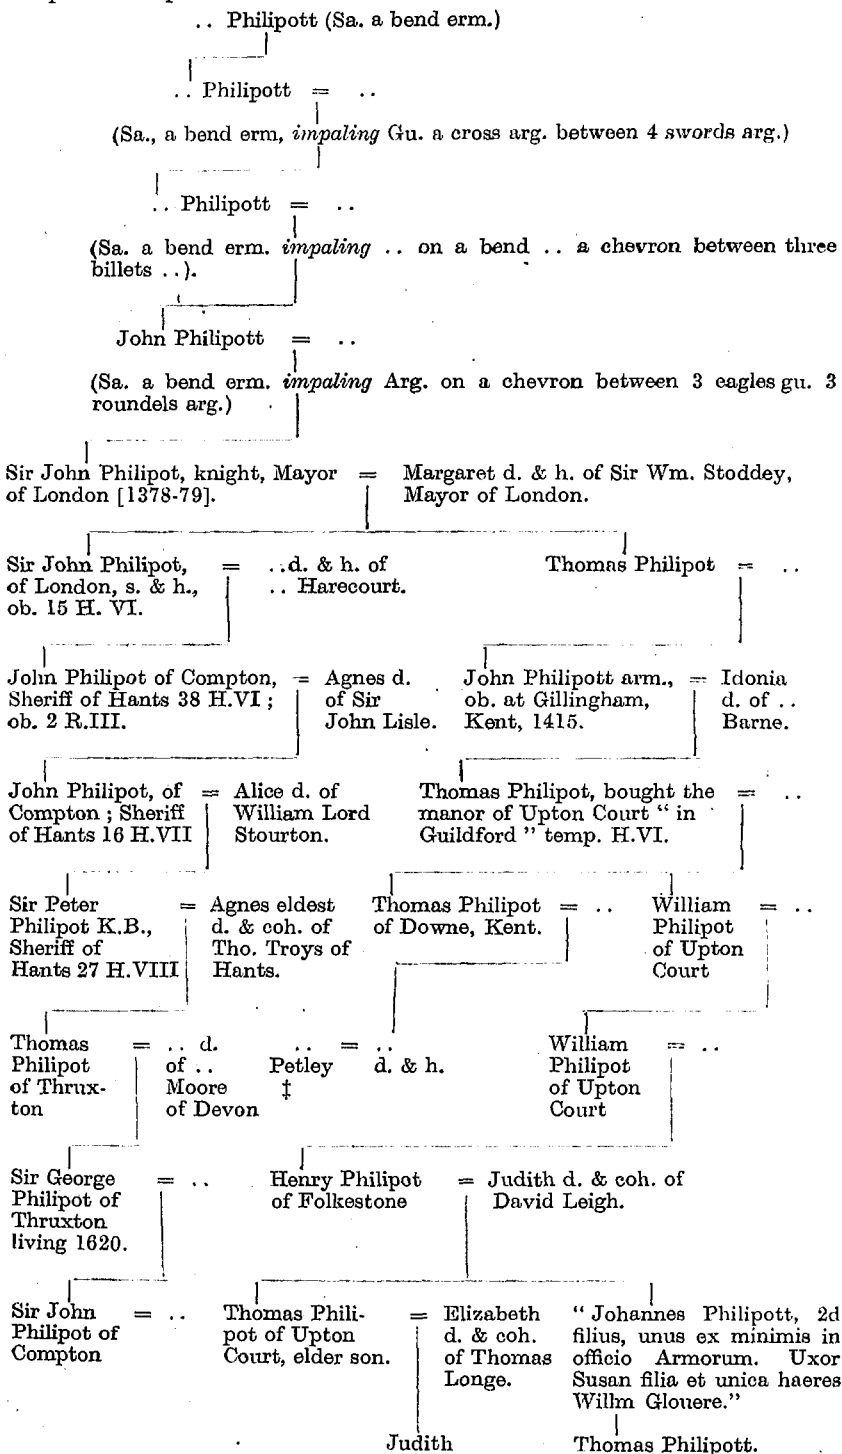 .. Philipott (Sa. a bend erm.)
.. Philipott = ..
(Sa., a bend erm, impaling Gu. a cross arg. between 4 swords arg.)
.. Philipott = ..
(Sa. a bend erm. impaling .. on a bend .. a chevron between three
billets ..).
John Philipott = ..
(Sa. a bend erm. impaling Arg. on a chevron between 3 eagles gu. 3
roundels arg.)
Sir John Philipot, knight, Mayor = Margaret d. & h. of Sir Wm. Stoddey,
of London [1378-79]. Mayor of London.
Sir John Philipot, = .. d. & h. of Thomas Philipot = ..
of London, s. & h., .. Harecourt.
ob. 15 H. VI.
John Philipot of Compton, = Agnes d. John Philipott arm., = Idonia
Sheriff of Hants 38 H.VI ; of Sir ob. at Gillingham, d. of ..
ob. 2 R.III. John Lisle. Kent, 1415. Barne.
John Philipot, of = Alice d. of Thomas Philipot, bought the = ..
Compton ; Sheriff William Lord manor of Upton Court “ in
of Hants 16 H.VII Stourton. Guildford ” temp. H.VI.
Sir Peter = Agnes eldest Thomas Philipot = .. William = ..
Philipot K.B., d. & coh. of of Downe, Kent. Philipot
Sheriff of Tho. Troys of of Upton
Hants 27 H.VIII Hants. Court
Thomas = .. d. .. = .. William = ..
Philipot of .. Petley d. & h. Philipot
of Thrux- Moore ‡ of Upton
ton of Devon Court
Sir George = .. Henry Philipot = Judith d. & coh. of
Philipot of of Folkestone David Leigh.
Thruxton
living 1620.
Sir John = .. Thomas Phili- = Elizabeth “ Johannes Philipott, 2d
Philipot of pot of Upton d. & coh. filius, unus ex minimis in
Compton Court, elder son. of Thomas officio Armorum. Uxor
Longe. Susan filia et unica haeres
Willm Glouere.”
Judith Thomas Philipott.